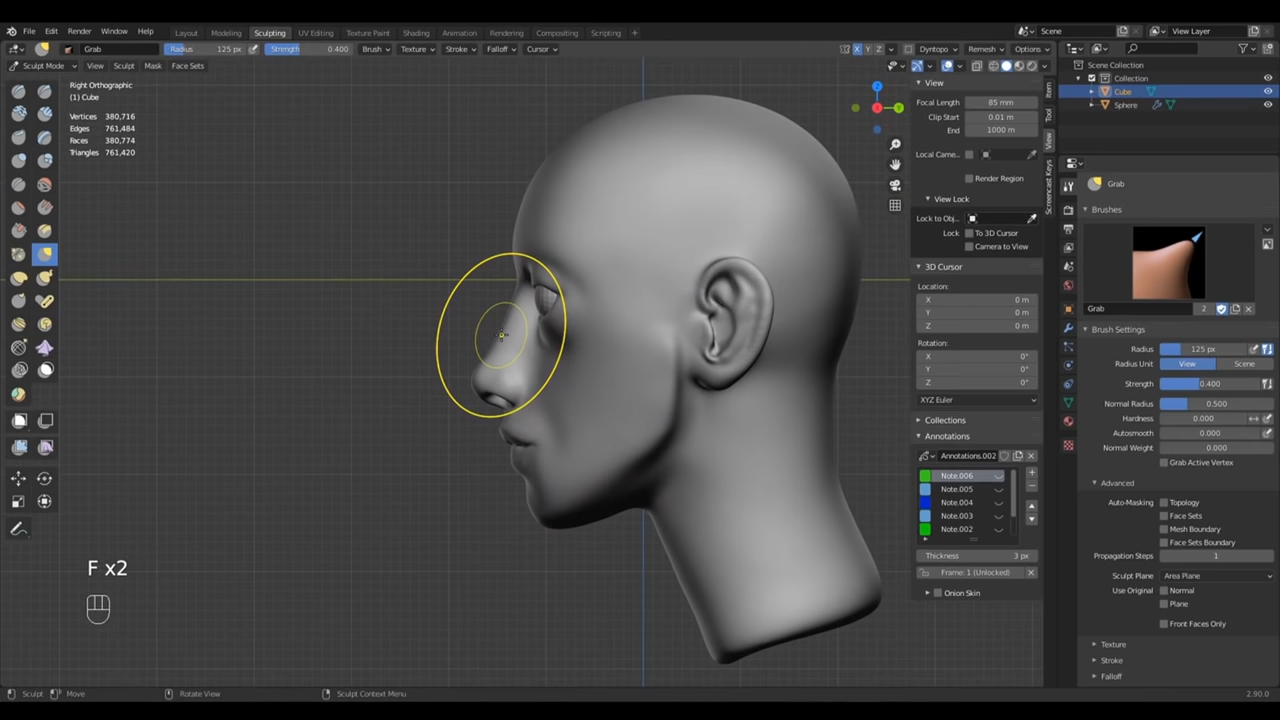 File Edit Render Window Help Layout Modeling Sculpting UV Editing Texture Paint Shading Animation Rendering Compositing Scripting + Scene View Layer
Grab Radius 125 px Strength 0.400 Brush Texture Stroke Falloff Cursor X Y Z Dyntopo Remesh Options
Sculpt Mode View Sculpt Mask Face Sets
Right Orthographic
(1) Cube
Vertices 380,716
Edges 761,484
Faces 380,774
Triangles 761,420
F x2
Z
X
Y
View
Focal Length 85 mm
Clip Start 0.01 m
End 1000 m
Local Came...
Render Region
View Lock
Lock to Obj...
Lock To 3D Cursor
Camera to View
3D Cursor
Location:
X 0 m
Y 0 m
Z 0 m
Rotation:
X 0°
Y 0°
Z 0°
XYZ Euler
Collections
Annotations
Annotations.002
Note.006
Note.005
Note.004
Note.003
Note.002
Thickness 3 px
Frame: 1 (Unlocked)
Onion Skin
Item
Tool
View
Screencast Keys
Scene Collection
Collection
Cube
Sphere
Grab
Brushes
Grab 2
Brush Settings
Radius 125 px
Radius Unit View Scene
Strength 0.400
Normal Radius 0.500
Hardness 0.000
Autosmooth 0.000
Normal Weight 0.000
Grab Active Vertex
Advanced
Auto-Masking Topology
Face Sets
Mesh Boundary
Face Sets Boundary
Propagation Steps 1
Sculpt Plane Area Plane
Use Original Normal
Plane
Front Faces Only
Texture
Stroke
Falloff
Sculpt Move Rotate View Sculpt Context Menu 2.90.0